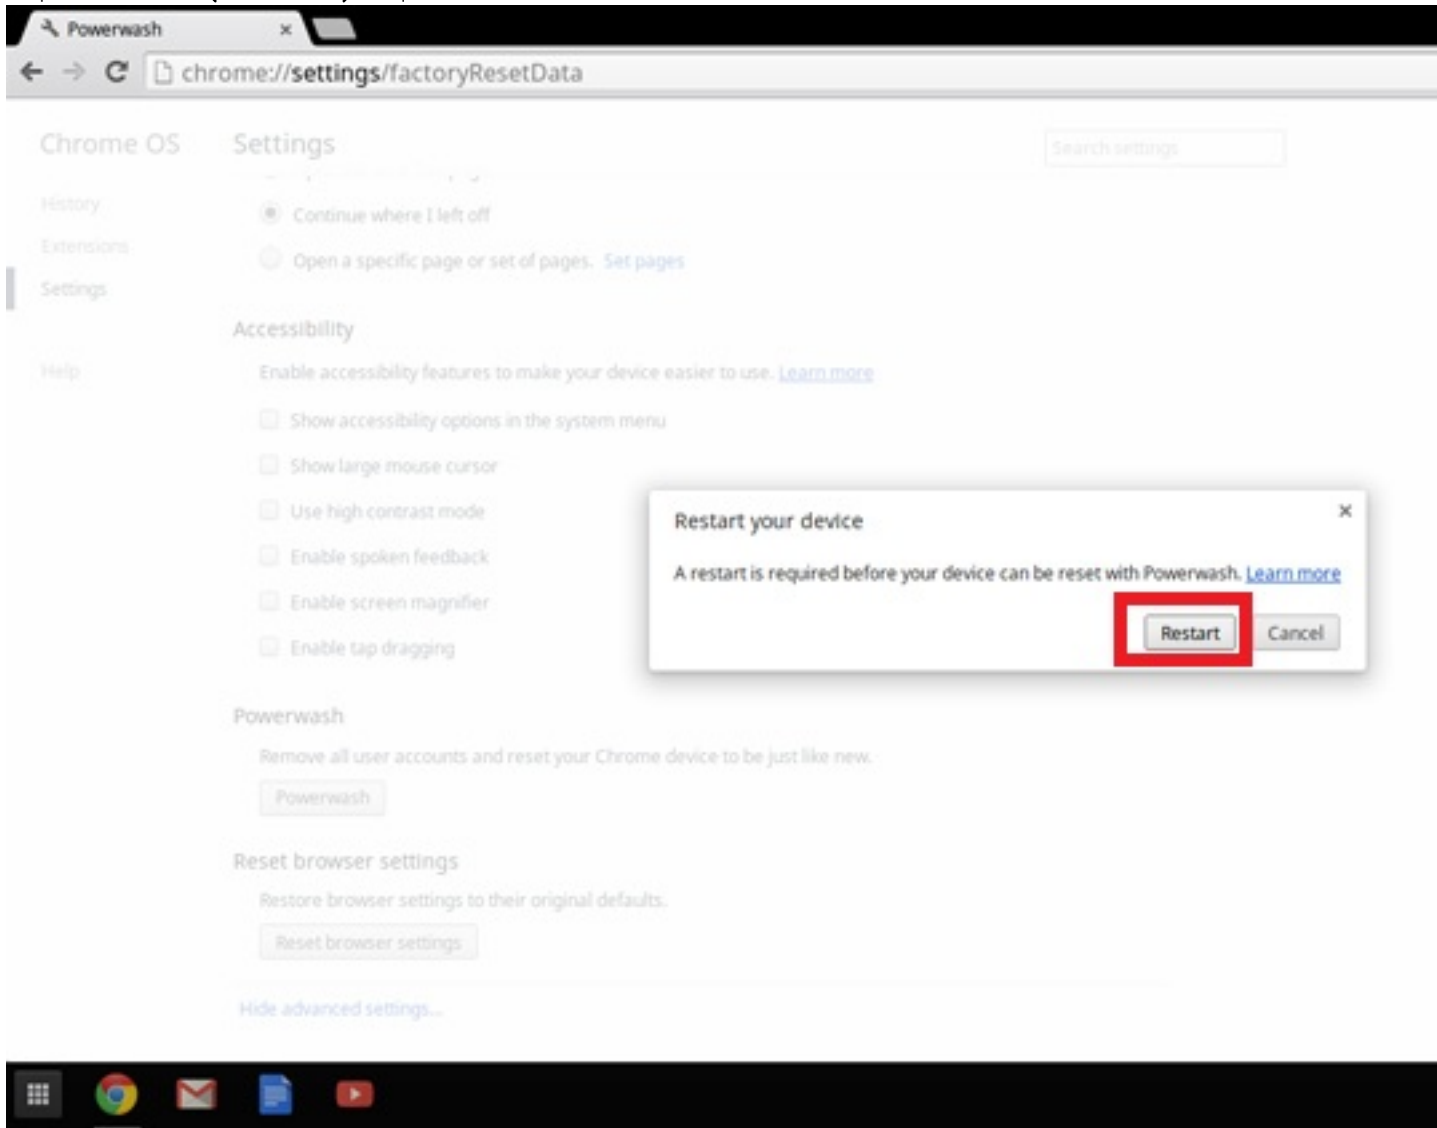 Powerwash
chrome://settings/factoryResetData
Chrome OS
Settings
Search settings
History
Extensions
Settings
Help
Continue where I left off
Open a specific page or set of pages. Set pages
Accessibility
Enable accessibility features to make your device easier to use. Learn more
Show accessibility options in the system menu
Show large mouse cursor
Use high contrast mode
Enable spoken feedback
Enable screen magnifier
Enable tap dragging
Restart your device
A restart is required before your device can be reset with Powerwash. Learn more
Restart
Cancel
Powerwash
Remove all user accounts and reset your Chrome device to be just like new.
Powerwash
Reset browser settings
Restore browser settings to their original defaults.
Reset browser settings
Hide advanced settings...